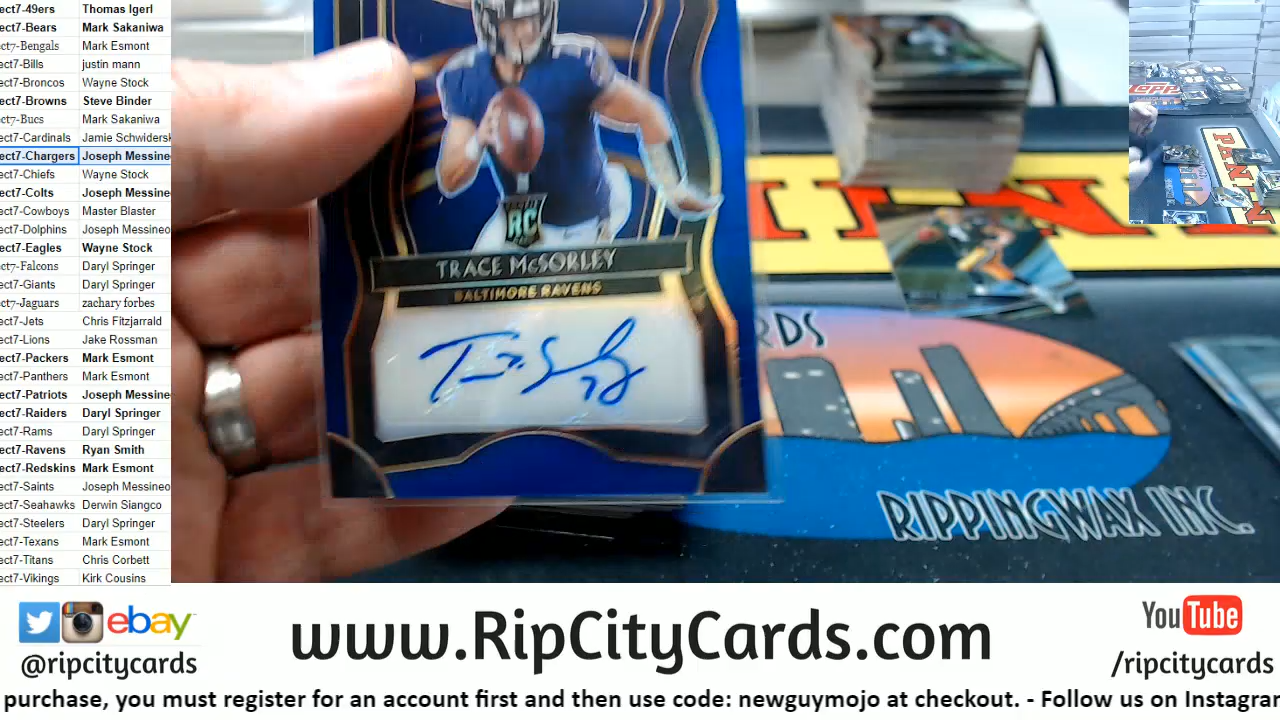 ect7-49ers Thomas Igerl
ect7-Bears Mark Sakaniwa
ect7-Bengals Mark Esmont
ect7-Bills justin mann
ect7-Broncos Wayne Stock
ect7-Browns Steve Binder
ect7-Bucs Mark Sakaniwa
ect7-Cardinals Jamie Schwidersk
ect7-Chargers Joseph Messine
ect7-Chiefs Wayne Stock
ect7-Colts Joseph Messine
ect7-Cowboys Master Blaster
ect7-Dolphins Joseph Messineo
ect7-Eagles Wayne Stock
ect7-Falcons Daryl Springer
ect7-Giants Daryl Springer
ect7-Jaguars zachary forbes
ect7-Jets Chris Fitzjarrald
ect7-Lions Jake Rossman
ect7-Packers Mark Esmont
ect7-Panthers Mark Esmont
ect7-Patriots Joseph Messine
ect7-Raiders Daryl Springer
ect7-Rams Daryl Springer
ect7-Ravens Ryan Smith
ect7-Redskins Mark Esmont
ect7-Saints Joseph Messineo
ect7-Seahawks Derwin Siangco
ect7-Steelers Daryl Springer
ect7-Texans Mark Esmont
ect7-Titans Chris Corbett
ect7-Vikings Kirk Cousins
RC
TRACE McSORLEY
BALTIMORE RAVENS
INI
RDS
RIPPINGWAX INC.
TOPP
PANINI
ebay
@ripcitycards
www.RipCityCards.com
YouTube
/ripcitycards
purchase, you must register for an account first and then use code: newguymojo at checkout. - Follow us on Instagra